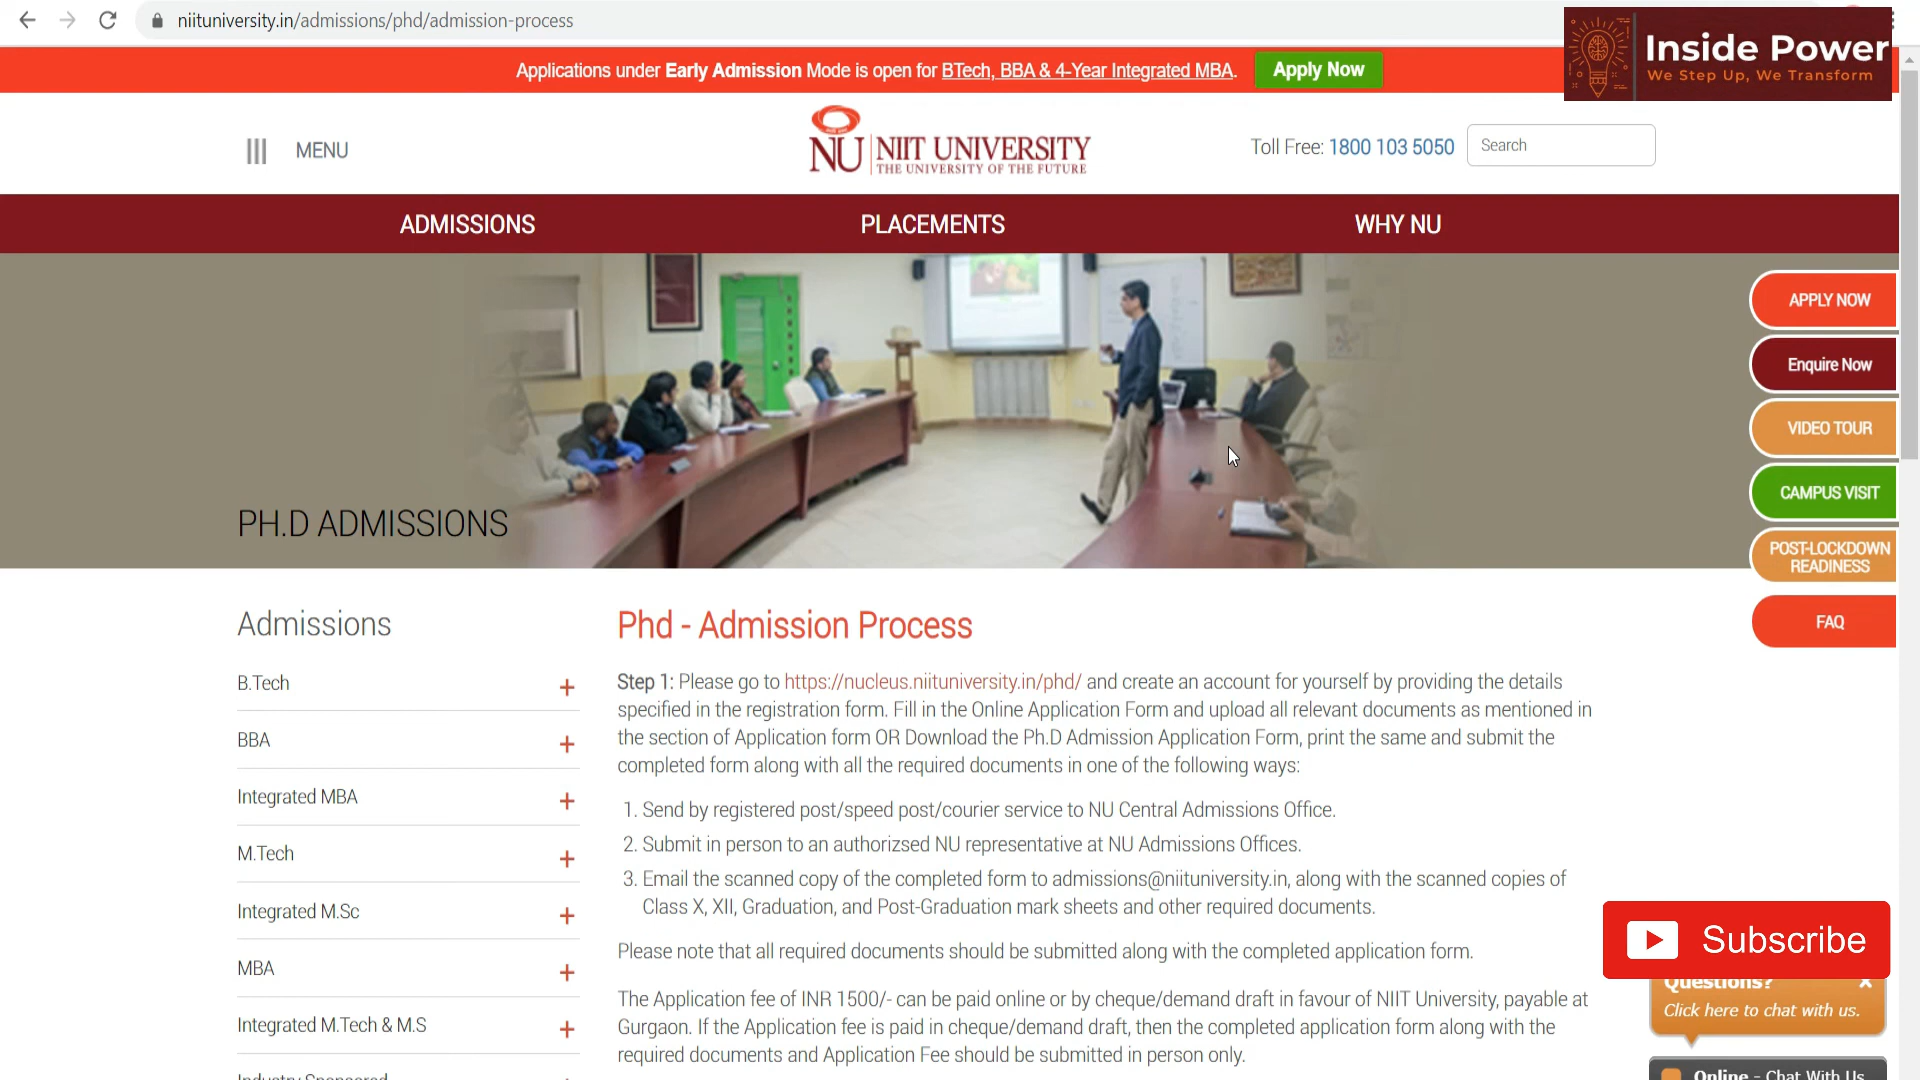 niituniversity.in/admissions/phd/admission-process
Inside Power
We Step Up, We Transform
Applications under Early Admission Mode is open for BTech, BBA & 4-Year Integrated MBA.
Apply Now
MENU
NU NIIT UNIVERSITY
THE UNIVERSITY OF THE FUTURE
Toll Free: 1800 103 5050
Search
ADMISSIONS
PLACEMENTS
WHY NU
APPLY NOW
Enquire Now
VIDEO TOUR
CAMPUS VISIT
POST-LOCKDOWN
READINESS
FAQ
PH.D ADMISSIONS
Admissions
B.Tech
BBA
Integrated MBA
M.Tech
Integrated M.Sc
MBA
Integrated M.Tech & M.S
Industry Sponsored
Phd - Admission Process
Step 1: Please go to https://nucleus.niituniversity.in/phd/ and create an account for yourself by providing the details
specified in the registration form. Fill in the Online Application Form and upload all relevant documents as mentioned in
the section of Application form OR Download the Ph.D Admission Application Form, print the same and submit the
completed form along with all the required documents in one of the following ways:
1. Send by registered post/speed post/courier service to NU Central Admissions Office.
2. Submit in person to an authorizsed NU representative at NU Admissions Offices.
3. Email the scanned copy of the completed form to admissions@niituniversity.in, along with the scanned copies of
Class X, XII, Graduation, and Post-Graduation mark sheets and other required documents.
Please note that all required documents should be submitted along with the completed application form.
The Application fee of INR 1500/- can be paid online or by cheque/demand draft in favour of NIIT University, payable at
Gurgaon. If the Application fee is paid in cheque/demand draft, then the completed application form along with the
required documents and Application Fee should be submitted in person only.
Subscribe
Questions?
Click here to chat with us.
Online - Chat With Us